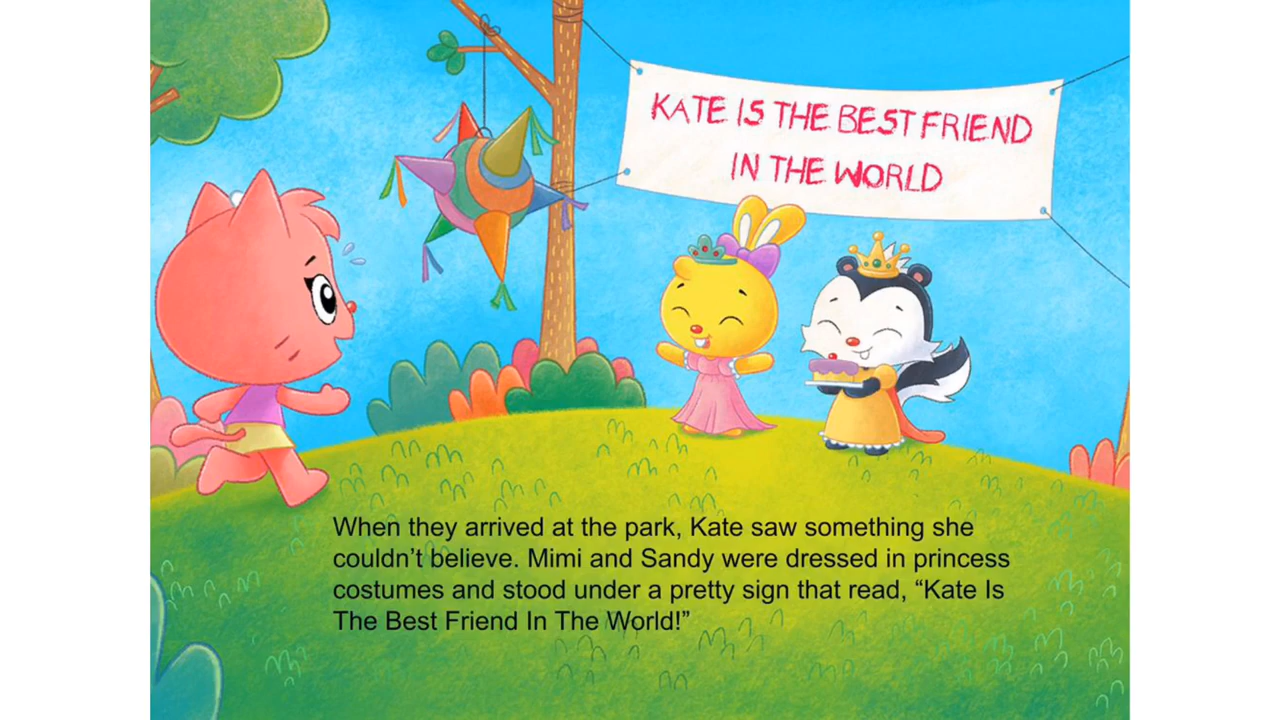 KATE IS THE BEST FRIEND
IN THE WORLD
When they arrived at the park, Kate saw something she
couldn’t believe. Mimi and Sandy were dressed in princess
costumes and stood under a pretty sign that read, “Kate Is
The Best Friend In The World!”